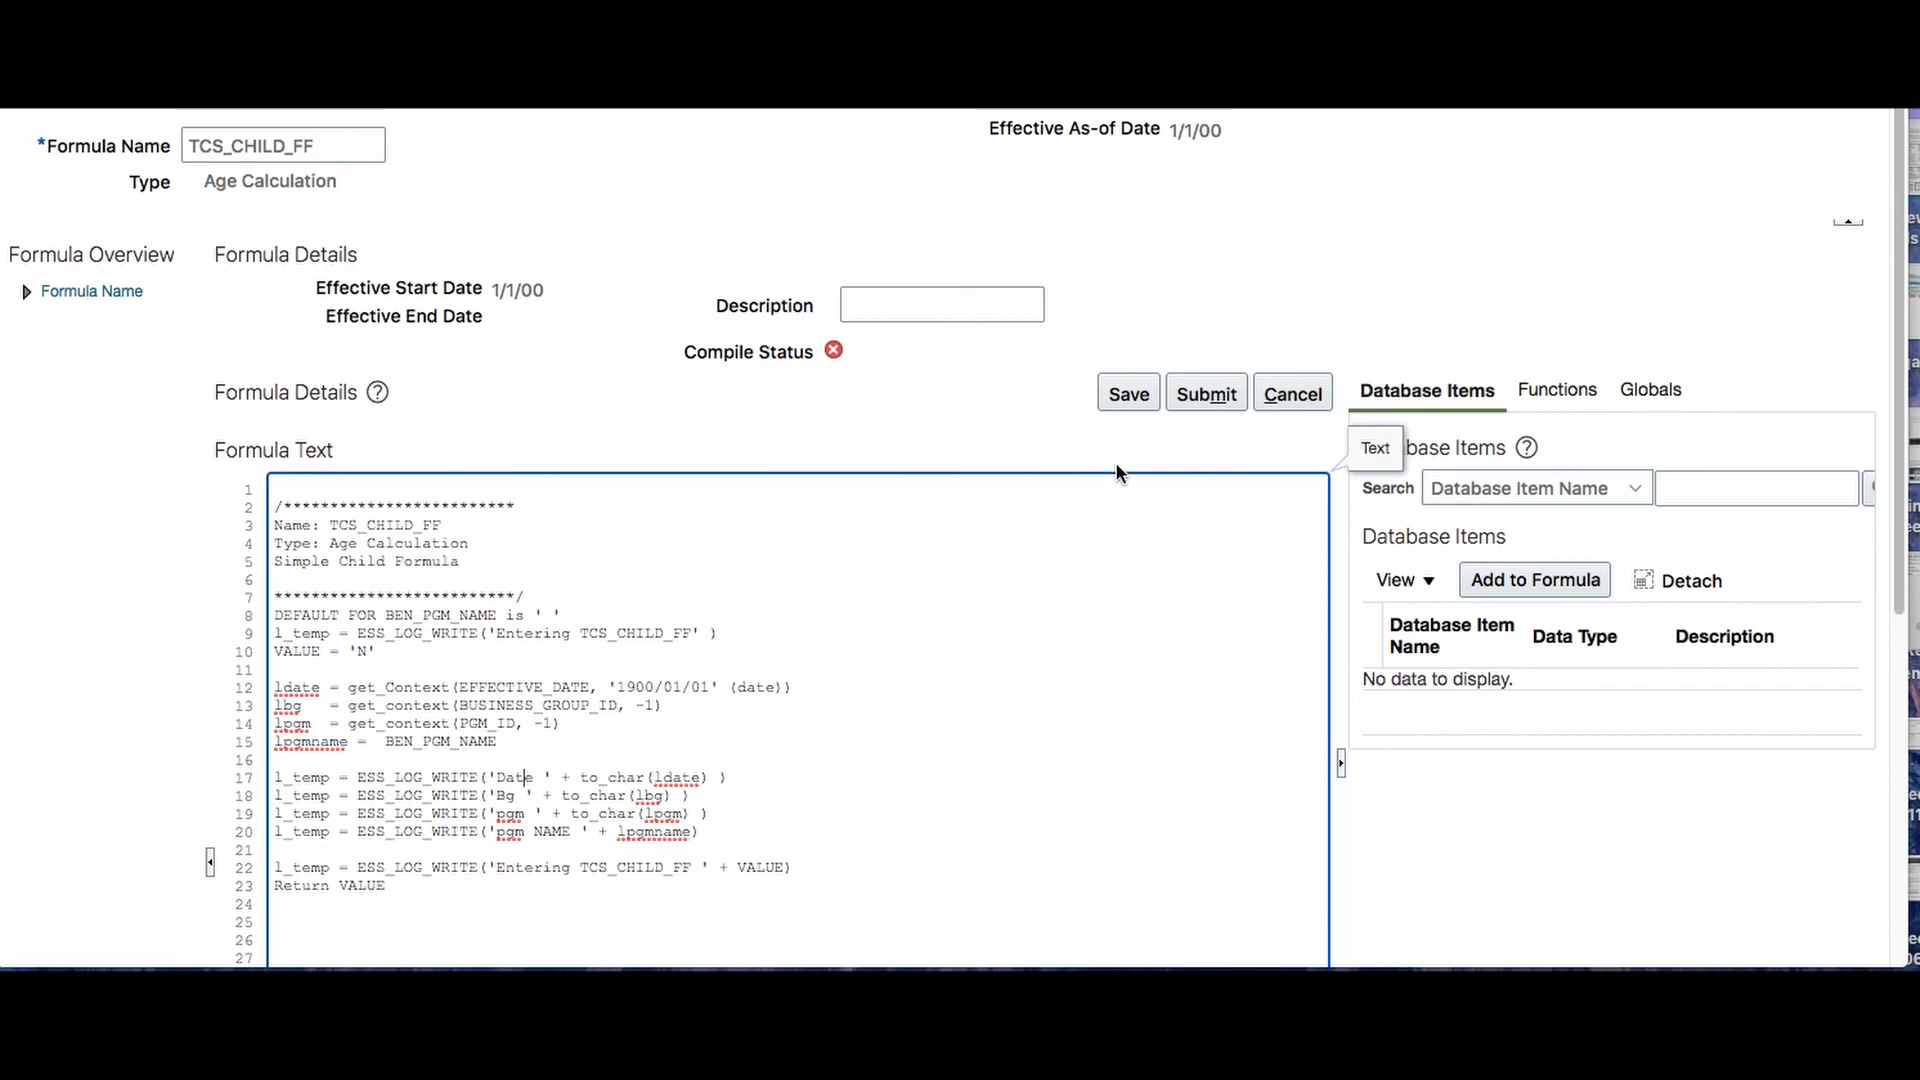 *Formula Name TCS_CHILD_FF
Effective As-of Date 1/1/00
Type Age Calculation
Formula Overview
Formula Name
Formula Details
Effective Start Date 1/1/00
Effective End Date
Description
Compile Status
Formula Details ?
Save Submit Cancel
Formula Text
1
2 /*************************
3 Name: TCS_CHILD_FF
4 Type: Age Calculation
5 Simple Child Formula
6
7 **************************/
8 DEFAULT FOR BEN_PGM_NAME is ' '
9 l_temp = ESS_LOG_WRITE('Entering TCS_CHILD_FF' )
10 VALUE = 'N'
11
12 ldate = get_Context(EFFECTIVE_DATE, '1900/01/01' (date))
13 lbg   = get_context(BUSINESS_GROUP_ID, -1)
14 lpgm  = get_context(PGM_ID, -1)
15 lpgmname =  BEN_PGM_NAME
16
17 l_temp = ESS_LOG_WRITE('Date ' + to_char(ldate) )
18 l_temp = ESS_LOG_WRITE('Bg ' + to_char(lbg) )
19 l_temp = ESS_LOG_WRITE('pgm ' + to_char(lpgm) )
20 l_temp = ESS_LOG_WRITE('pgm NAME ' + lpgmname)
21
22 l_temp = ESS_LOG_WRITE('Entering TCS_CHILD_FF ' + VALUE)
23 Return VALUE
24
25
26
27
Database Items Functions Globals
Text
base Items ?
Search Database Item Name
Database Items
View Add to Formula Detach
Database Item Name Data Type Description
No data to display.